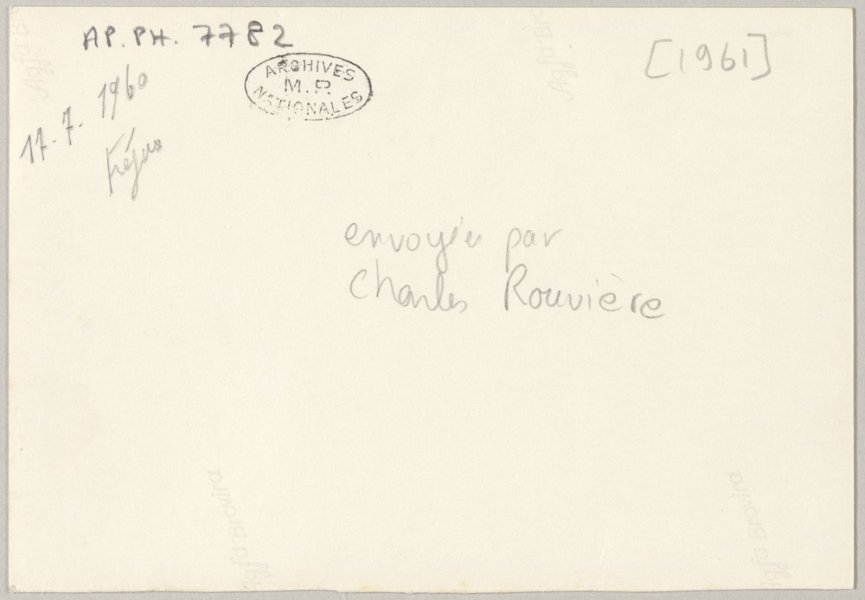 AP. PH. 7782
[1961]
ARCHIVES
M. P.
NATIONALES
17.7.1960
Fréjus
envoyée par
Charles Rouvière
Agfa Brovira
Agfa Brovira